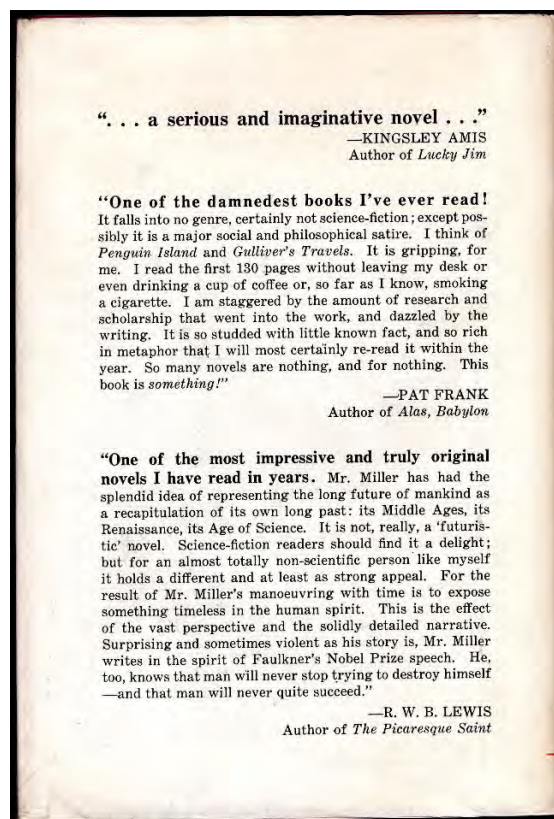 “. . . a serious and imaginative novel . . .”
—KINGSLEY AMIS
Author of Lucky Jim
“One of the damnedest books I’ve ever read!
It falls into no genre, certainly not science-fiction; except pos-
sibly it is a major social and philosophical satire. I think of
Penguin Island and Gulliver’s Travels. It is gripping, for
me. I read the first 130 pages without leaving my desk or
even drinking a cup of coffee or, so far as I know, smoking
a cigarette. I am staggered by the amount of research and
scholarship that went into the work, and dazzled by the
writing. It is so studded with little known fact, and so rich
in metaphor that I will most certainly re-read it within the
year. So many novels are nothing, and for nothing. This
book is something!”
—PAT FRANK
Author of Alas, Babylon
“One of the most impressive and truly original
novels I have read in years. Mr. Miller has had the
splendid idea of representing the long future of mankind as
a recapitulation of its own long past: its Middle Ages, its
Renaissance, its Age of Science. It is not, really, a ‘futuris-
tic’ novel. Science-fiction readers should find it a delight;
but for an almost totally non-scientific person like myself
it holds a different and at least as strong appeal. For the
result of Mr. Miller’s manoeuvring with time is to expose
something timeless in the human spirit. This is the effect
of the vast perspective and the solidly detailed narrative.
Surprising and sometimes violent as his story is, Mr. Miller
writes in the spirit of Faulkner’s Nobel Prize speech. He,
too, knows that man will never stop trying to destroy himself
—and that man will never quite succeed.”
—R. W. B. LEWIS
Author of The Picaresque Saint